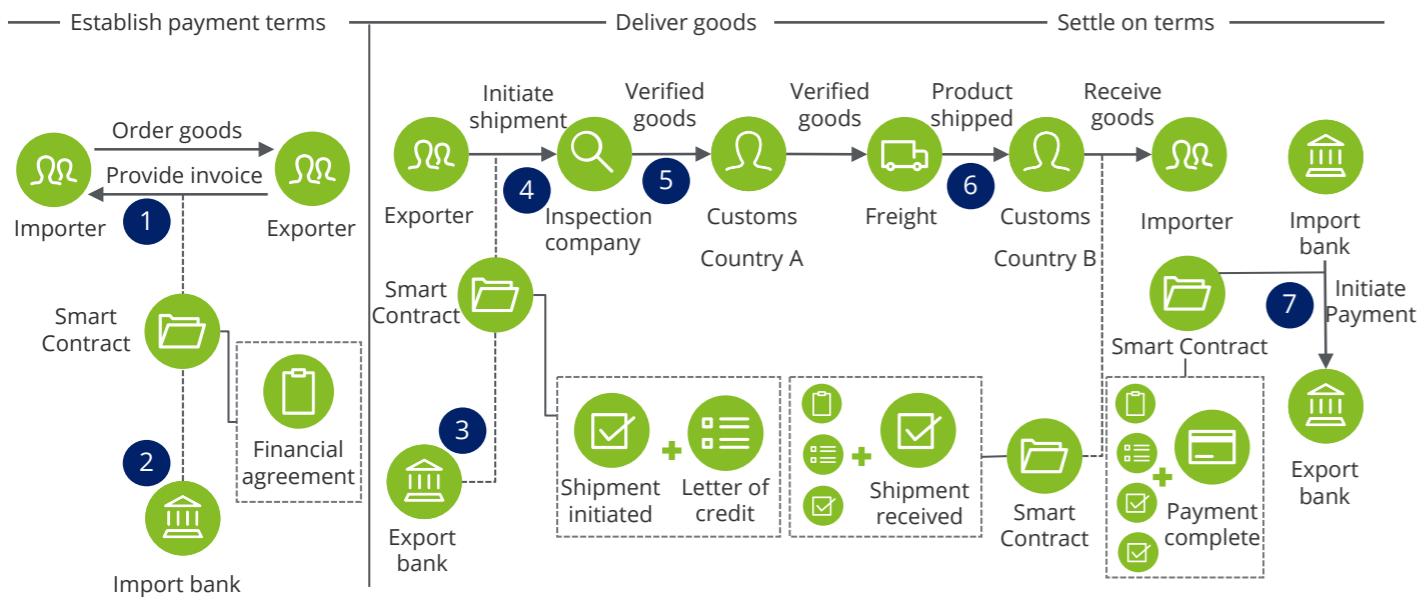 Establish payment terms
Deliver goods
Settle on terms
Order goods
Provide invoice
1
Importer
Exporter
Smart
Contract
Financial
agreement
2
Import bank
Initiate
shipment
Verified
goods
Verified
goods
Product
shipped
Receive
goods
4
5
6
Exporter
Inspection
company
Customs
Country A
Freight
Customs
Country B
Importer
Import
bank
Smart
Contract
3
Export
bank
Shipment
initiated
Letter of
credit
Shipment
received
Smart
Contract
7
Initiate
Payment
Smart Contract
Payment
complete
Export
bank